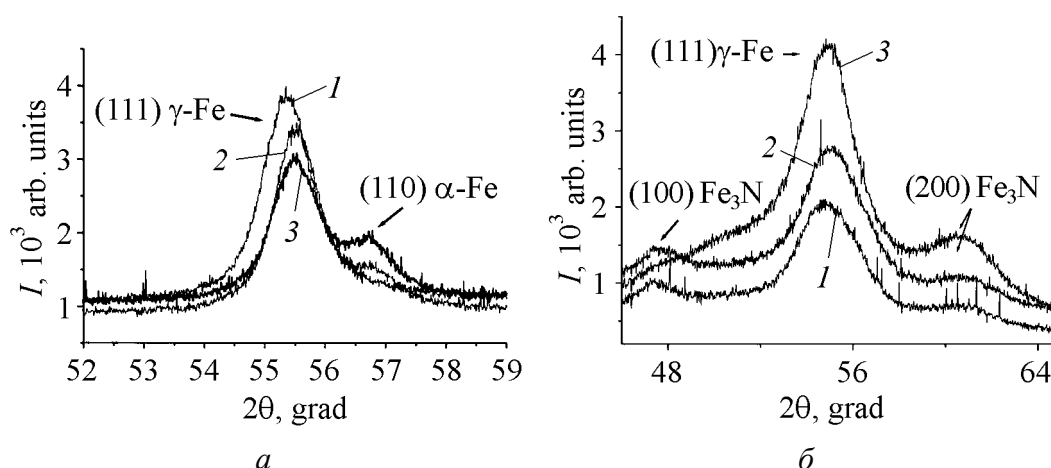 I, 10³ arb. units
4
3
2
1
(111) γ-Fe
1
2
3
(110) α-Fe
52 53 54 55 56 57 58 59
2θ, grad
а
I, 10³ arb. units
4
3
2
1
(111)γ-Fe
3
2
1
(100) Fe₃N
(200) Fe₃N
48 56 64
2θ, grad
б